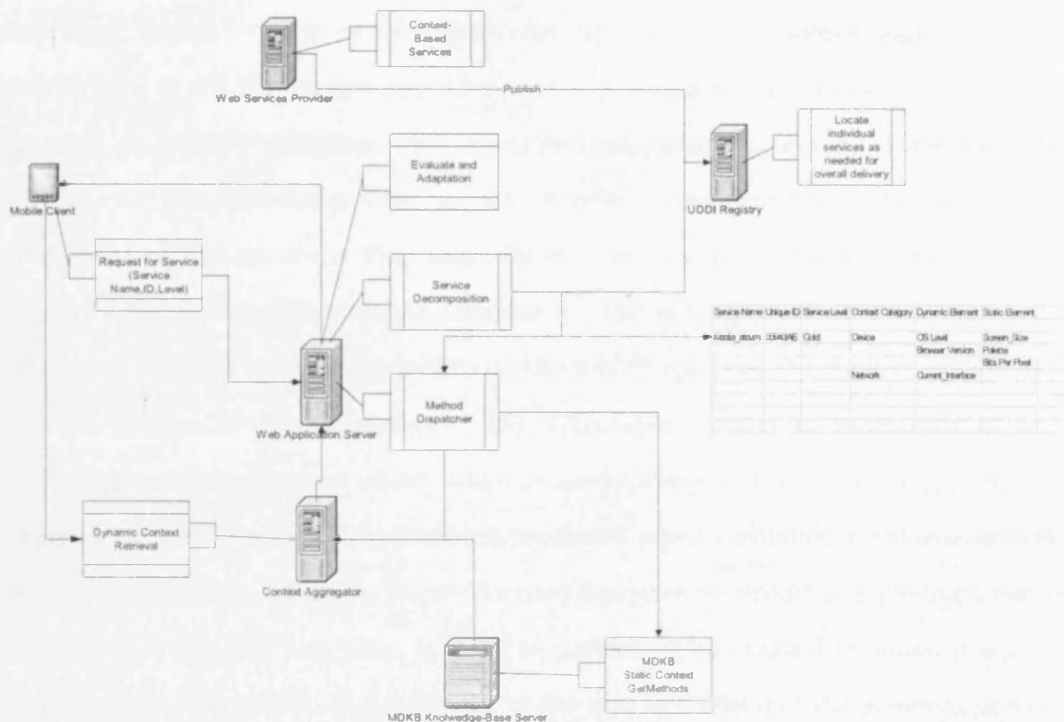 Context-
Based
Services
Web Services Provider
Publish
Locate
individual
services as
needed for
overall delivery
UDDI Registry
Evaluate and
Adaptation
Mobile Client
Request for Service
(Service
Name,ID,Level)
Service
Decomposition
Service Name Unique ID Service Level Context Category Dynamic Element Static Element
Gold Device OS Level Screen_Size
Browser Version Palette
Bits Per Pixel
Network Current_Interface
Method
Dispatcher
Web Application Server
Dynamic Context
Retrieval
Context Aggregator
MDKB
Static Context
GetMethods
MDKB Knolwedge-Base Server